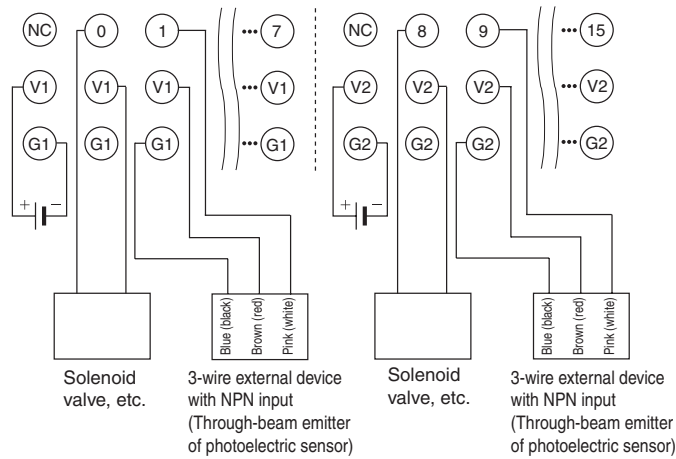 NC 0 1 ••• 7 NC 8 9 ••• 15
V1 V1 V1 ••• V1 V2 V2 V2 ••• V2
G1 G1 G1 ••• G1 G2 G2 G2 ••• G2
+ − + −
Blue (black)
Brown (red)
Pink (white)
Blue (black)
Brown (red)
Pink (white)
Solenoid
valve, etc.
3-wire external device
with NPN input
(Through-beam emitter
of photoelectric sensor)
Solenoid
valve, etc.
3-wire external device
with NPN input
(Through-beam emitter
of photoelectric sensor)